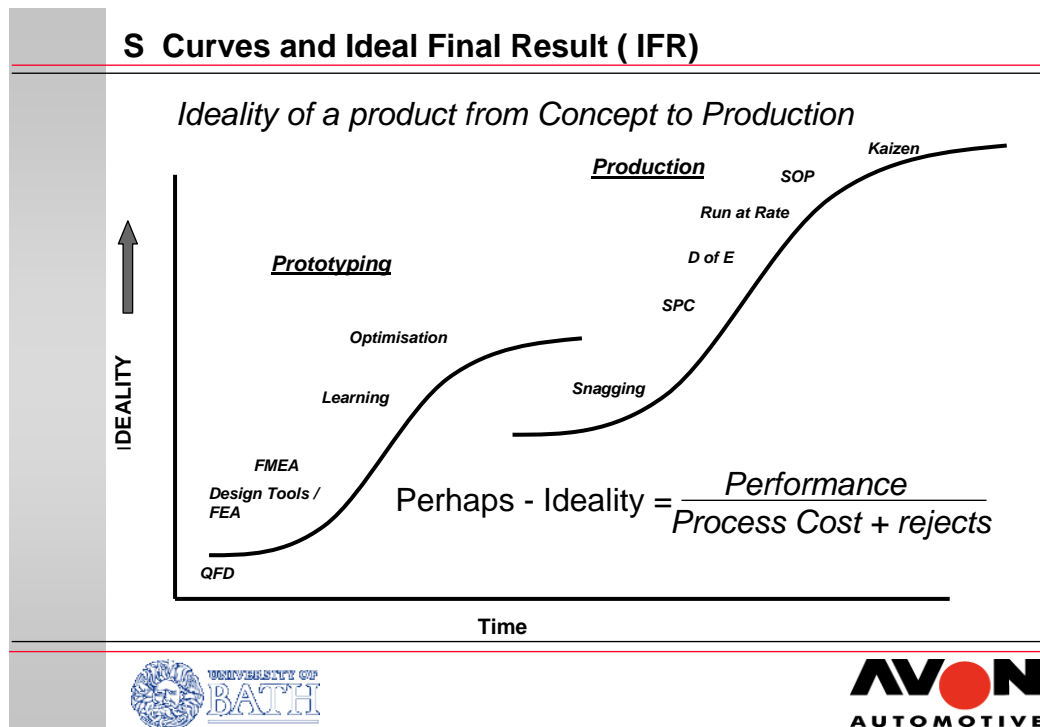 S Curves and Ideal Final Result ( IFR)
Ideality of a product from Concept to Production
Kaizen
Production
SOP
Run at Rate
D of E
Prototyping
SPC
Optimisation
IDEALITY
Learning
Snagging
FMEA
Design Tools /
FEA
Perhaps - Ideality = Performance
Process Cost + rejects
QFD
Time
UNIVERSITY OF
BATH
AVON
AUTOMOTIVE